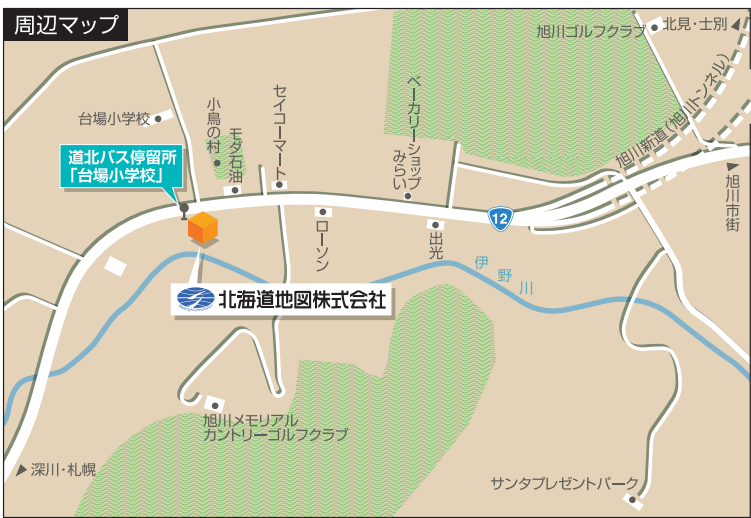 周辺マップ
旭川ゴルフクラブ
北見・士別
旭川新道(旭川トンネル)
旭川市街
台場小学校
小鳥の村
モダ石油
セイコーマート
ベーカリーショップ
みらい
道北バス停留所
「台場小学校」
ローソン
出光
12
伊野川
北海道地図株式会社
旭川メモリアル
カントリーゴルフクラブ
深川・札幌
サンタプレゼントパーク